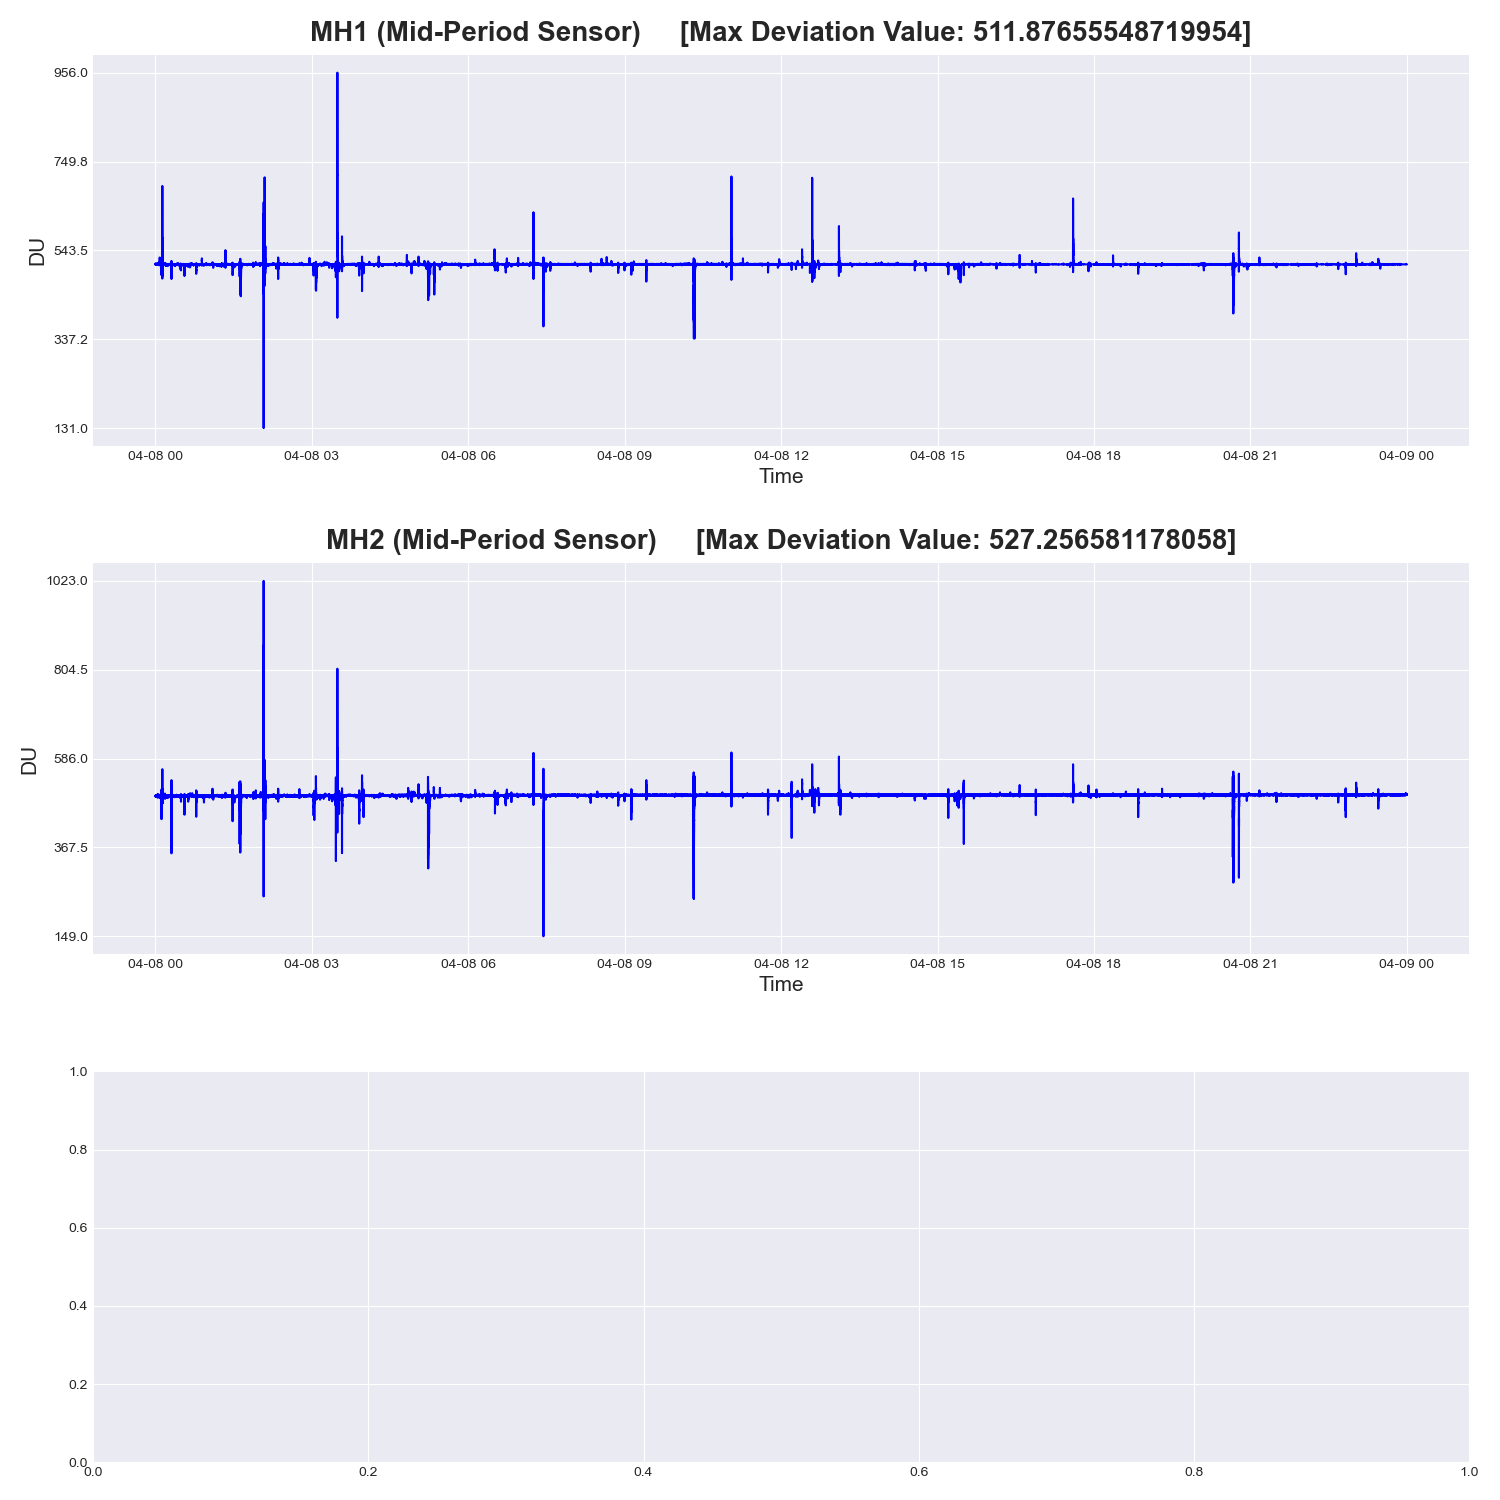 MH1 (Mid-Period Sensor) [Max Deviation Value: 511.87655548719954]
956.0
749.8
543.5
337.2
131.0
DU
04-08 00 04-08 03 04-08 06 04-08 09 04-08 12 04-08 15 04-08 18 04-08 21 04-09 00
Time
MH2 (Mid-Period Sensor) [Max Deviation Value: 527.256581178058]
1023.0
804.5
586.0
367.5
149.0
DU
04-08 00 04-08 03 04-08 06 04-08 09 04-08 12 04-08 15 04-08 18 04-08 21 04-09 00
Time
1.0
0.8
0.6
0.4
0.2
0.0
0.0 0.2 0.4 0.6 0.8 1.0